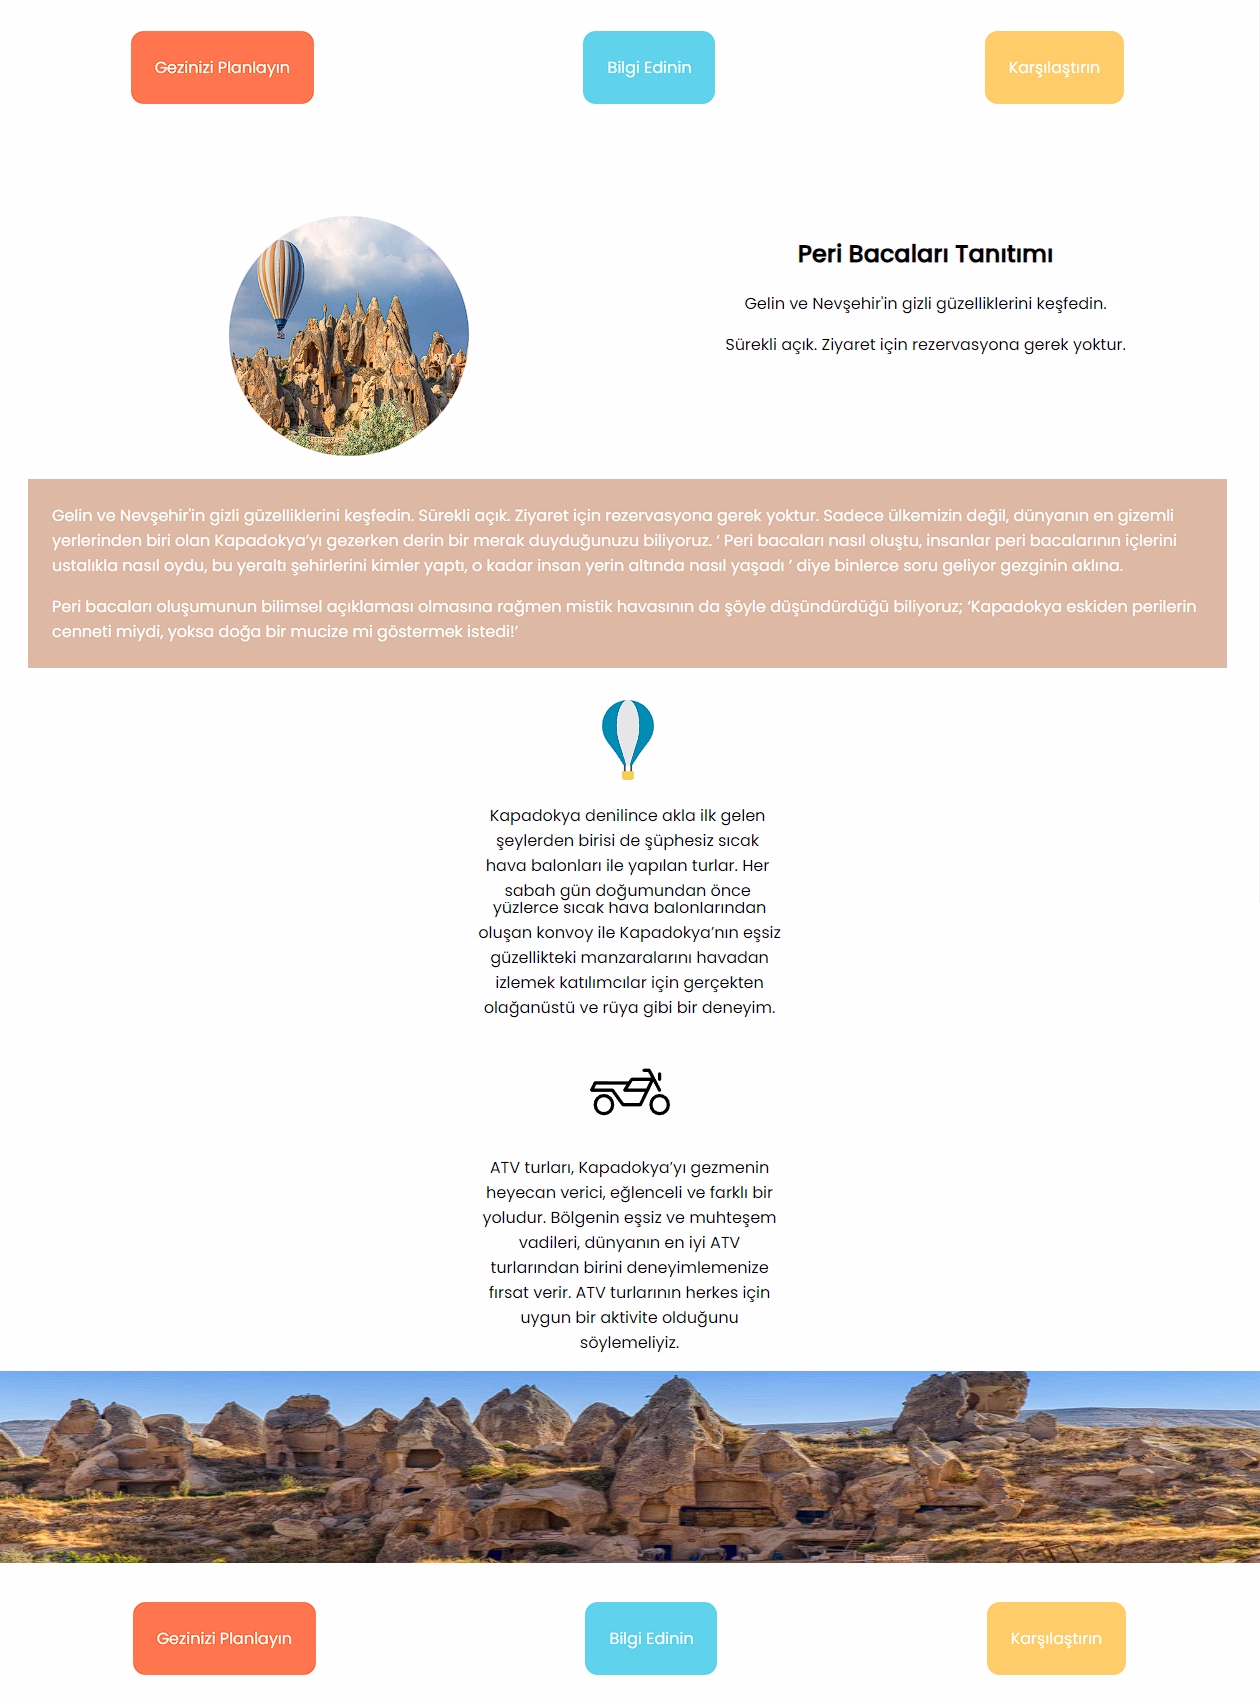 Gezinizi Planlayın
Bilgi Edinin
Karşılaştırın
Peri Bacaları Tanıtımı
Gelin ve Nevşehir'in gizli güzelliklerini keşfedin.
Sürekli açık. Ziyaret için rezervasyona gerek yoktur.
Gelin ve Nevşehir'in gizli güzelliklerini keşfedin. Sürekli açık. Ziyaret için rezervasyona gerek yoktur. Sadece ülkemizin değil, dünyanın en gizemli
yerlerinden biri olan Kapadokya’yı gezerken derin bir merak duyduğunuzu biliyoruz. ‘ Peri bacaları nasıl oluştu, insanlar peri bacalarının içlerini
ustalıkla nasıl oydu, bu yeraltı şehirlerini kimler yaptı, o kadar insan yerin altında nasıl yaşadı ’ diye binlerce soru geliyor gezginin aklına.
Peri bacaları oluşumunun bilimsel açıklaması olmasına rağmen mistik havasının da şöyle düşündürdüğü biliyoruz; ‘Kapadokya eskiden perilerin
cenneti miydi, yoksa doğa bir mucize mi göstermek istedi!’
Kapadokya denilince akla ilk gelen
şeylerden birisi de şüphesiz sıcak
hava balonları ile yapılan turlar. Her
sabah gün doğumundan önce
yüzlerce sıcak hava balonlarından
oluşan konvoy ile Kapadokya’nın eşsiz
güzellikteki manzaralarını havadan
izlemek katılımcılar için gerçekten
olağanüstü ve rüya gibi bir deneyim.
ATV turları, Kapadokya’yı gezmenin
heyecan verici, eğlenceli ve farklı bir
yoludur. Bölgenin eşsiz ve muhteşem
vadileri, dünyanın en iyi ATV
turlarından birini deneyimlemenize
fırsat verir. ATV turlarının herkes için
uygun bir aktivite olduğunu
söylemeliyiz.
Gezinizi Planlayın
Bilgi Edinin
Karşılaştırın